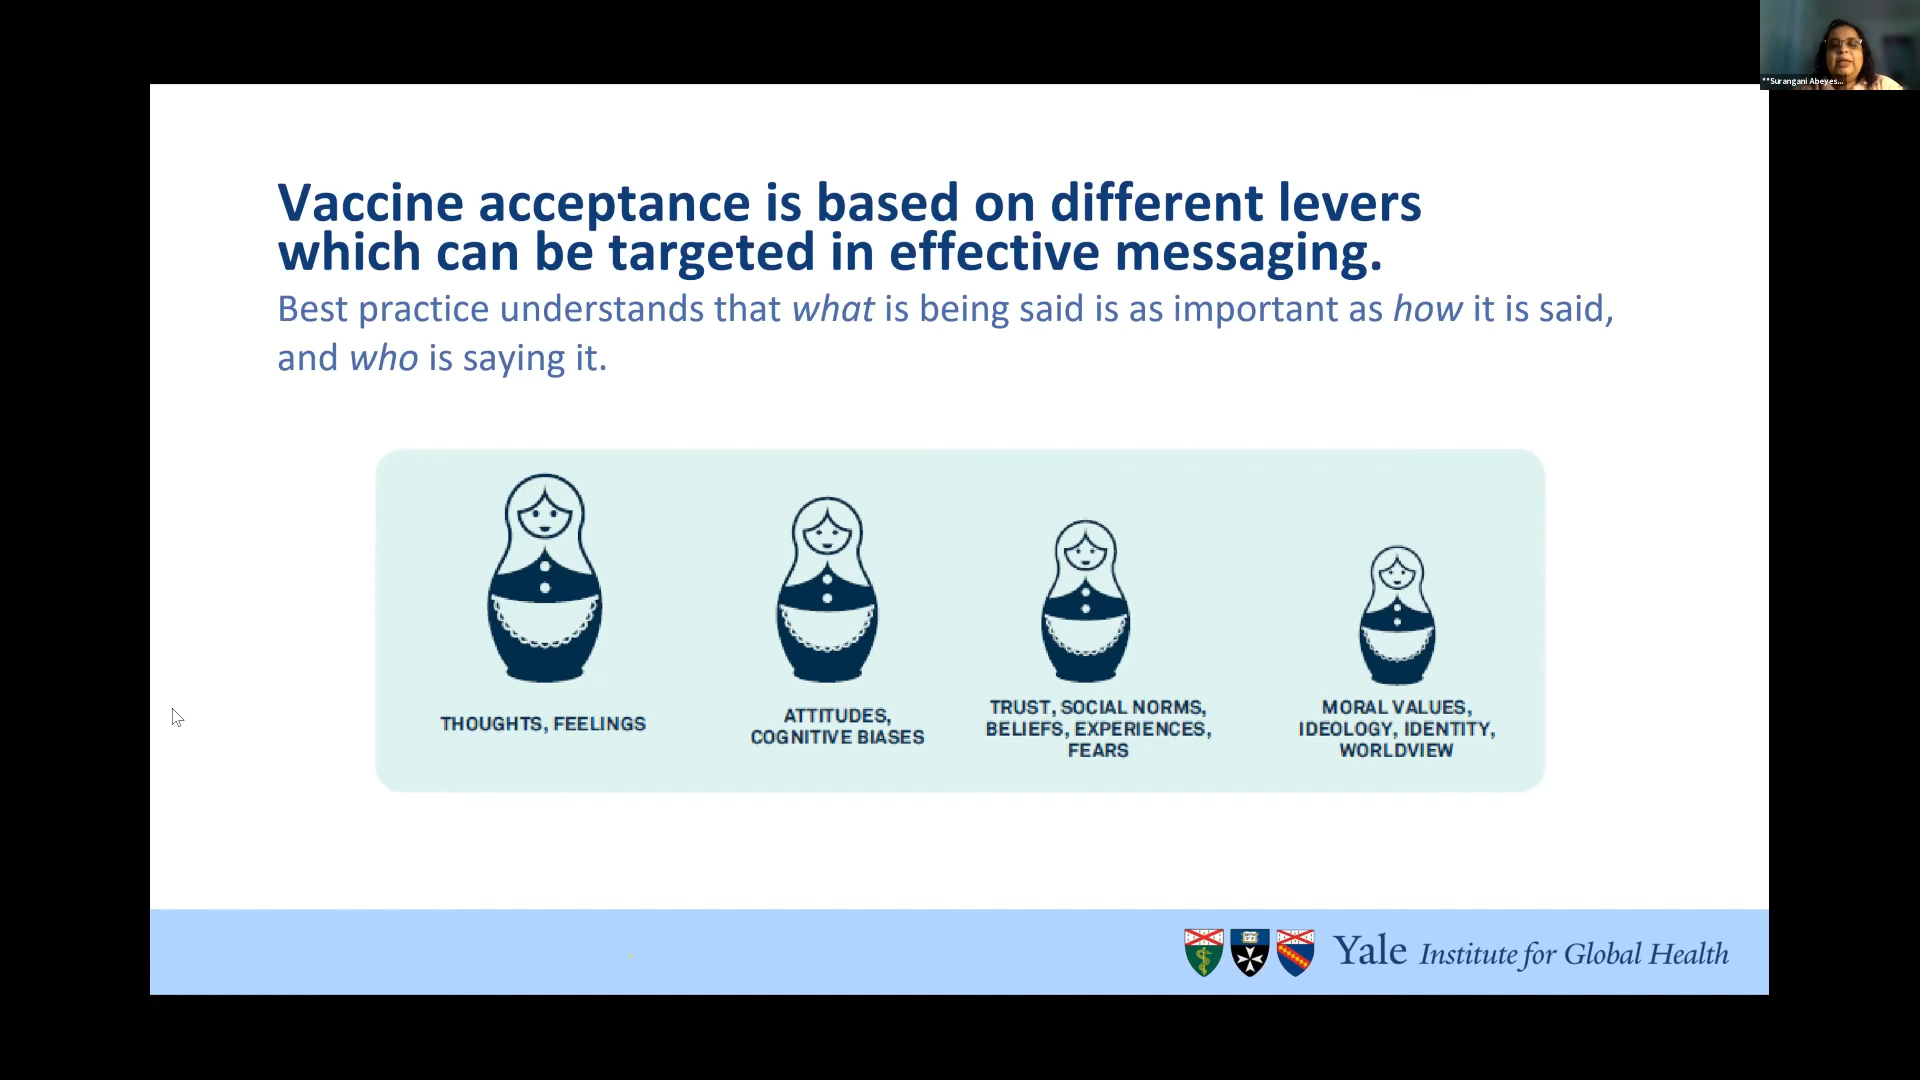 **Surangani Abeyes...
Vaccine acceptance is based on different levers
which can be targeted in effective messaging.
Best practice understands that what is being said is as important as how it is said,
and who is saying it.
THOUGHTS, FEELINGS
ATTITUDES,
COGNITIVE BIASES
TRUST, SOCIAL NORMS,
BELIEFS, EXPERIENCES,
FEARS
MORAL VALUES,
IDEOLOGY, IDENTITY,
WORLDVIEW
Yale Institute for Global Health